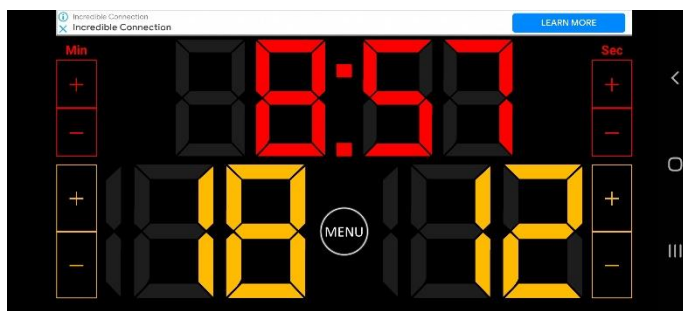 Incredible Connection
Incredible Connection
LEARN MORE
Min
Sec
8:57
+
+
−
−
18
12
+
+
MENU
−
−